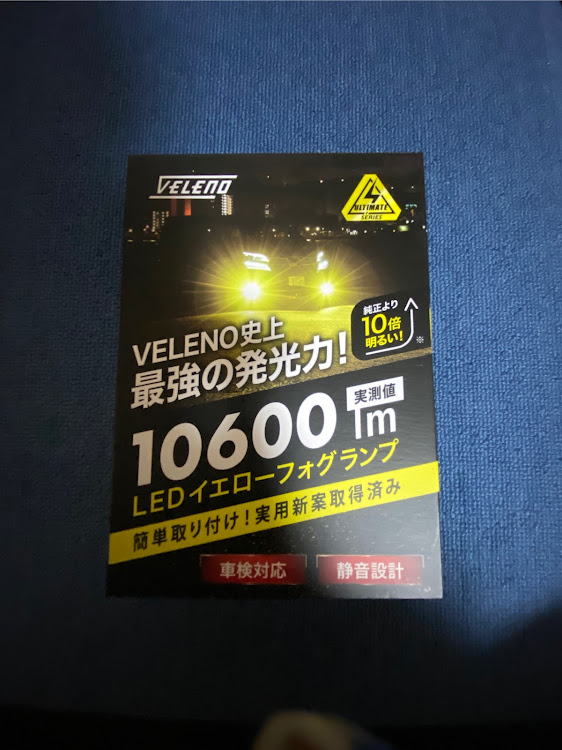 VELENO
ULTIMATE
SERIES
純正より
10倍
明るい!
※
VELENO史上
最強の発光力!
10600lm
実測値
LEDイエローフォグランプ
簡単取り付け!実用新案取得済み
車検対応
静音設計